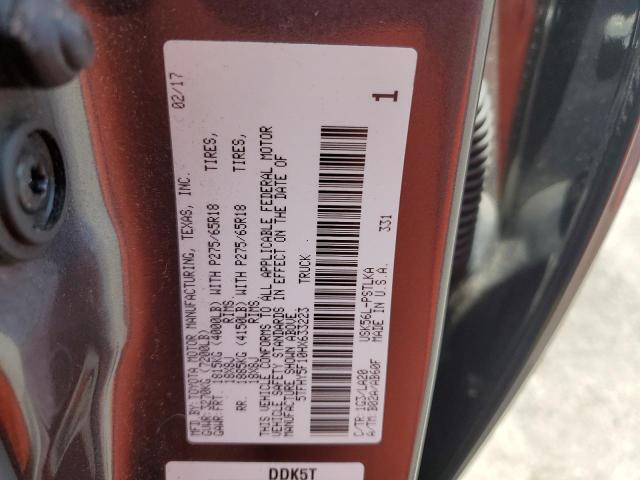 MFD BY TOYOTA MOTOR MANUFACTURING, TEXAS, INC. 02/17
GVWR 3270KG (7200LB)
GAWR FRT. 1815KG (4000LB) WITH P275/65R18 TIRES,
18X8J RIMS
RR. 1885KG (4150LB) WITH P275/65R18 TIRES,
18X8J RIMS
THIS VEHICLE CONFORMS TO ALL APPLICABLE FEDERAL MOTOR
VEHICLE SAFETY STANDARDS IN EFFECT ON THE DATE OF
MANUFACTURE SHOWN ABOVE.
5TFHY5F10HX633223 TRUCK
USK56L-PSTLKA
C/TR: 1G3/LA20 MADE IN U.S.A. 331
A/TM: B02A/AB60F
1
DDK5T